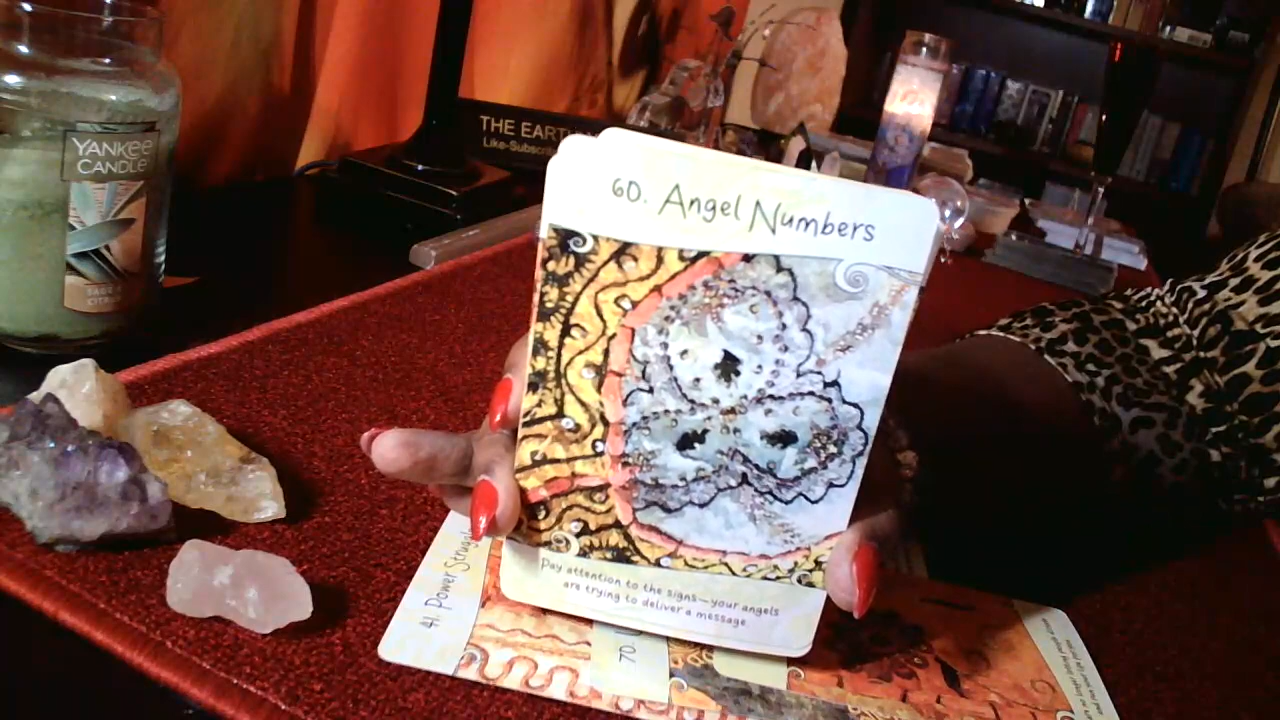 YANKEE
CANDLE
SAGE &
CITRUS
THE EARTH
Like-Subscribe
60. Angel Numbers
Pay attention to the signs—your angels
are trying to deliver a message
41. Power Struggle
70